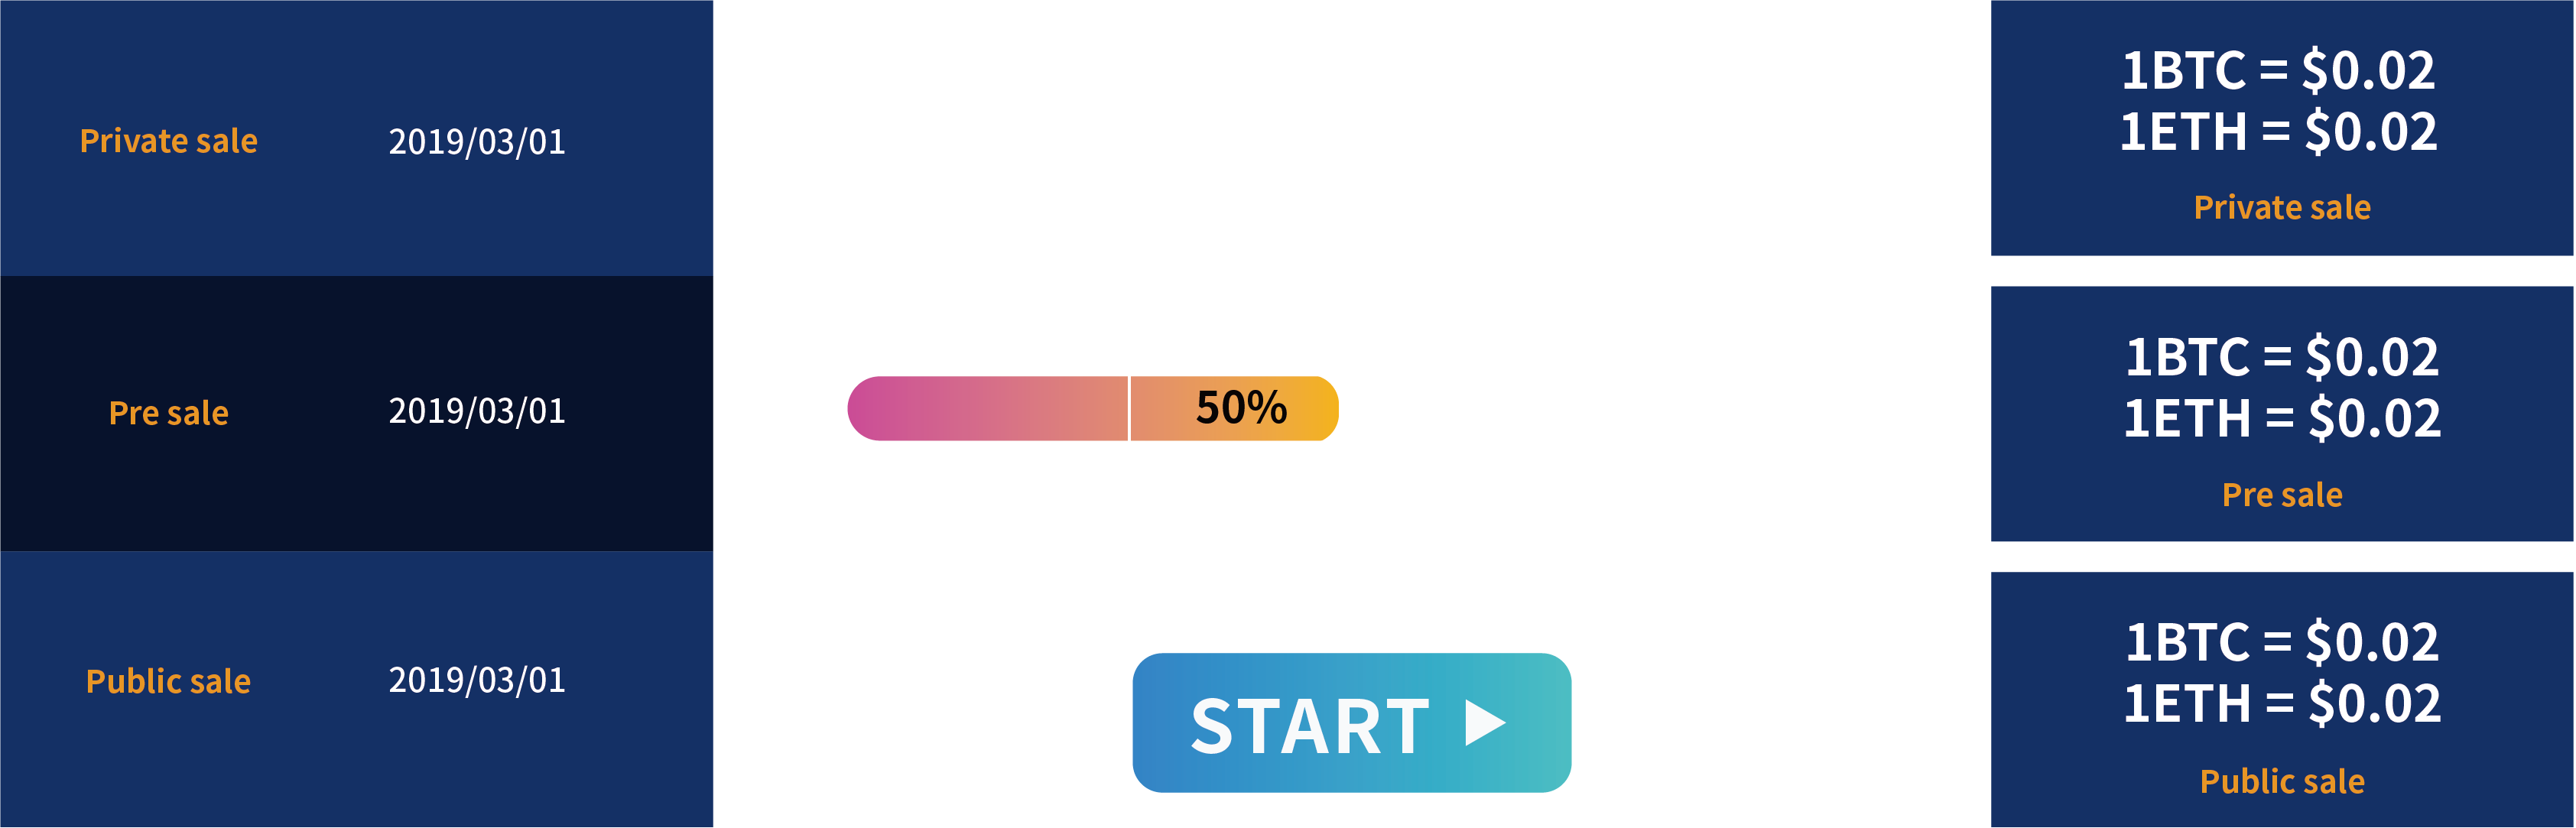 Private sale 2019/03/01
Pre sale 2019/03/01
Public sale 2019/03/01
50%
START
1BTC = $0.02
1ETH = $0.02
Private sale
1BTC = $0.02
1ETH = $0.02
Pre sale
1BTC = $0.02
1ETH = $0.02
Public sale